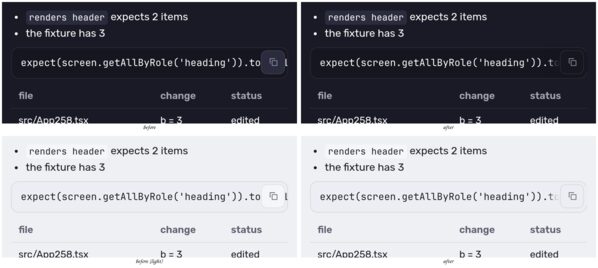 • renders header expects 2 items
• the fixture has 3
expect(screen.getAllByRole('heading')).to l
file change status
src/App258.tsx b = 3 edited
before
• renders header expects 2 items
• the fixture has 3
expect(screen.getAllByRole('heading')).to
file change status
src/App258.tsx b = 3 edited
after
• renders header expects 2 items
• the fixture has 3
expect(screen.getAllByRole('heading')).to l
file change status
src/App258.tsx b = 3 edited
before (light)
• renders header expects 2 items
• the fixture has 3
expect(screen.getAllByRole('heading')).to
file change status
src/App258.tsx b = 3 edited
after